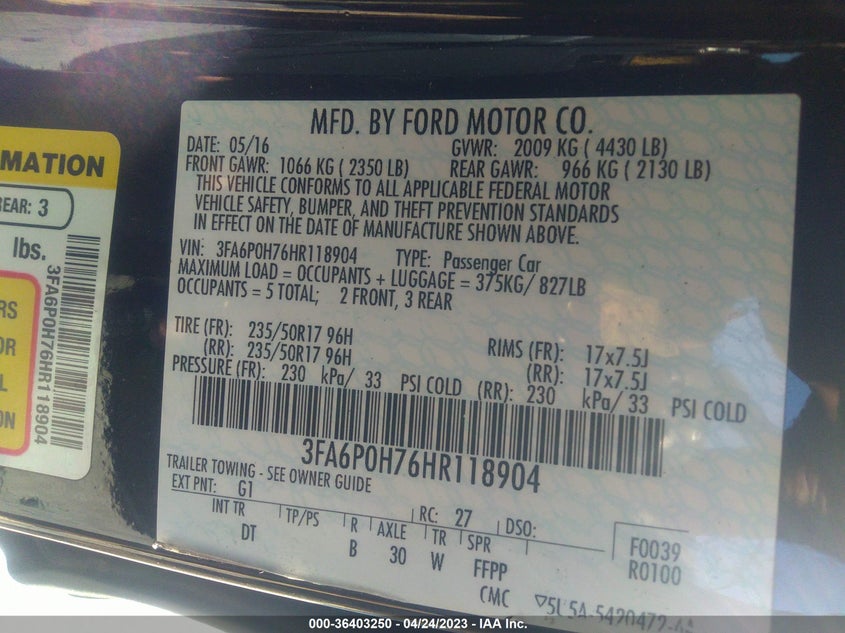 MFD. BY FORD MOTOR CO.
DATE: 05/16 GVWR: 2009 KG ( 4430 LB)
FRONT GAWR: 1066 KG ( 2350 LB) REAR GAWR: 966 KG ( 2130 LB)
THIS VEHICLE CONFORMS TO ALL APPLICABLE FEDERAL MOTOR
VEHICLE SAFETY, BUMPER, AND THEFT PREVENTION STANDARDS
IN EFFECT ON THE DATE OF MANUFACTURE SHOWN ABOVE.
VIN: 3FA6P0H76HR118904 TYPE: Passenger Car
MAXIMUM LOAD = OCCUPANTS + LUGGAGE = 375KG/ 827LB
OCCUPANTS = 5 TOTAL; 2 FRONT, 3 REAR
TIRE (FR): 235/50R17 96H RIMS (FR): 17x7.5J
(RR): 235/50R17 96H (RR): 17x7.5J
PRESSURE (FR): 230 kPa/ 33 PSI COLD (RR): 230 kPa/ 33 PSI COLD
3FA6P0H76HR118904
TRAILER TOWING - SEE OWNER GUIDE
EXT PNT: G1 RC: 27 DSO:
INT TR TP/PS R AXLE TR SPR F0039
DT B 30 W FFPP R0100
CMC
MATION
REAR: 3
lbs.
3FA6P0H76HR118904
RS
OR
L
ON
000-36403250 - 04/24/2023 - IAA Inc.